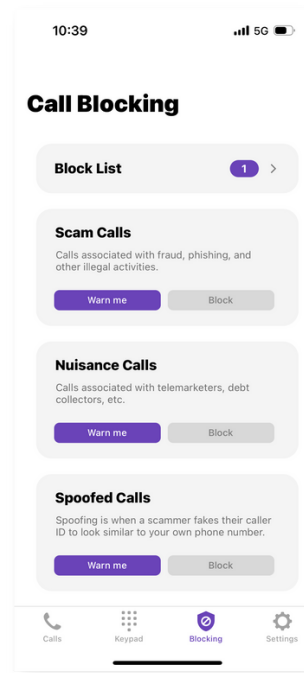 10:39
5G
Call Blocking
Block List
1
Scam Calls
Calls associated with fraud, phishing, and
other illegal activities.
Warn me
Block
Nuisance Calls
Calls associated with telemarketers, debt
collectors, etc.
Warn me
Block
Spoofed Calls
Spoofing is when a scammer fakes their caller
ID to look similar to your own phone number.
Warn me
Block
Calls
Keypad
Blocking
Settings